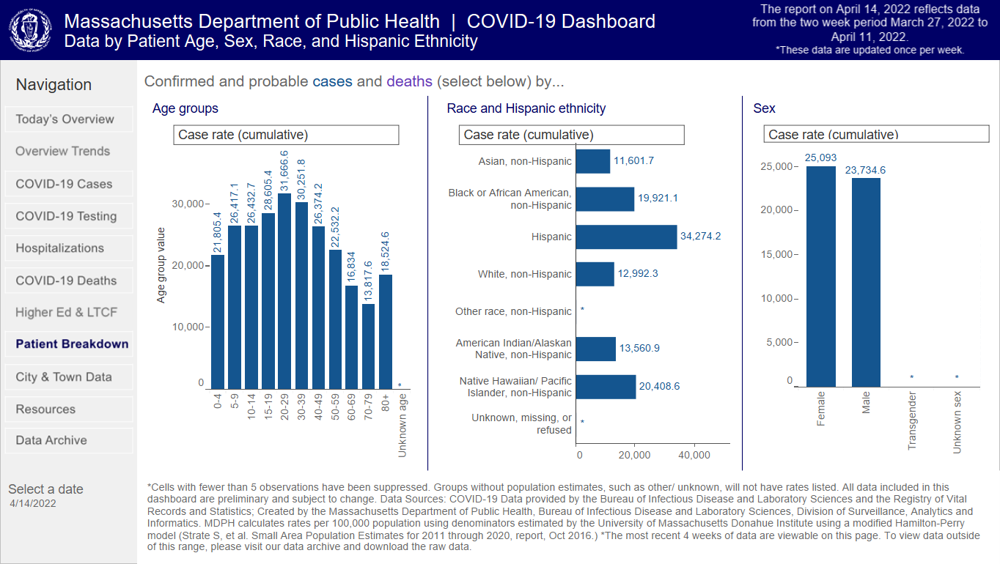 Massachusetts Department of Public Health | COVID-19 Dashboard
Data by Patient Age, Sex, Race, and Hispanic Ethnicity
The report on April 14, 2022 reflects data
from the two week period March 27, 2022 to
April 11, 2022.
*These data are updated once per week.
Navigation
Today's Overview
Overview Trends
COVID-19 Cases
COVID-19 Testing
Hospitalizations
COVID-19 Deaths
Higher Ed & LTCF
Patient Breakdown
City & Town Data
Resources
Data Archive
Select a date
4/14/2022
Confirmed and probable cases and deaths (select below) by...
Age groups
Case rate (cumulative)
Age group value
30,000
20,000
10,000
0
21,805.4
26,417.1
26,432.7
28,605.4
31,666.6
30,251.8
26,374.2
22,532.2
16,834
13,817.6
18,524.6
*
0-4
5-9
10-14
15-19
20-29
30-39
40-49
50-59
60-69
70-79
80+
Unknown age
Race and Hispanic ethnicity
Case rate (cumulative)
Asian, non-Hispanic
11,601.7
Black or African American,
non-Hispanic
19,921.1
Hispanic
34,274.2
White, non-Hispanic
12,992.3
Other race, non-Hispanic
*
American Indian/Alaskan
Native, non-Hispanic
13,560.9
Native Hawaiian/ Pacific
Islander, non-Hispanic
20,408.6
Unknown, missing, or
refused
*
0
20,000
40,000
Sex
Case rate (cumulative)
25,000
20,000
15,000
10,000
5,000
0
25,093
23,734.6
*
*
Female
Male
Transgender
Unknown sex
*Cells with fewer than 5 observations have been suppressed. Groups without population estimates, such as other/ unknown, will not have rates listed. All data included in this
dashboard are preliminary and subject to change. Data Sources: COVID-19 Data provided by the Bureau of Infectious Disease and Laboratory Sciences and the Registry of Vital
Records and Statistics; Created by the Massachusetts Department of Public Health, Bureau of Infectious Disease and Laboratory Sciences, Division of Surveillance, Analytics and
Informatics. MDPH calculates rates per 100,000 population using denominators estimated by the University of Massachusetts Donahue Institute using a modified Hamilton-Perry
model (Strate S, et al. Small Area Population Estimates for 2011 through 2020, report, Oct 2016.) *The most recent 4 weeks of data are viewable on this page. To view data outside
of this range, please visit our data archive and download the raw data.